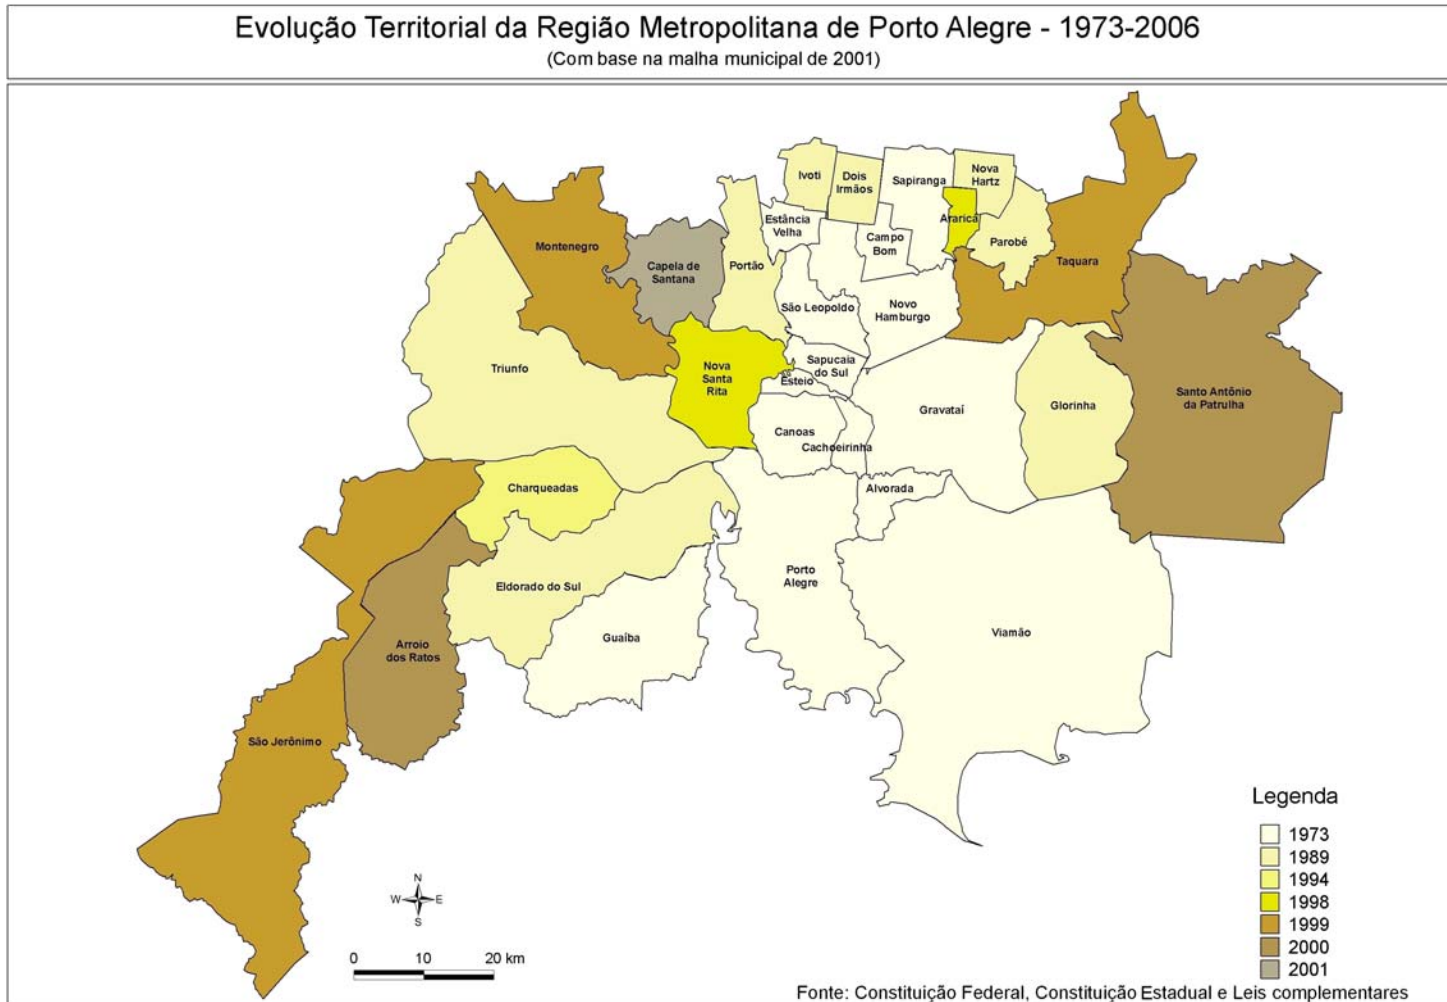 Evolução Territorial da Região Metropolitana de Porto Alegre - 1973-2006
(Com base na malha municipal de 2001)
Ivoti
Dois
Irmãos
Sapiranga
Nova
Hartz
Estância
Velha
Campo
Bom
Araricá
Parobé
Montenegro
Capela de
Santana
Portão
Taquara
São Leopoldo
Novo
Hamburgo
Triunfo
Nova
Santa
Rita
Sapucaia
do Sul
Esteio
Gravataí
Glorinha
Santo Antônio
da Patrulha
Canoas
Cachoeirinha
Charqueadas
Alvorada
Eldorado do Sul
Porto
Alegre
Guaíba
Viamão
Arroio
dos Ratos
São Jerônimo
N
W
E
S
0 10 20 km
Legenda
1973
1989
1994
1998
1999
2000
2001
Fonte: Constituição Federal, Constituição Estadual e Leis complementares